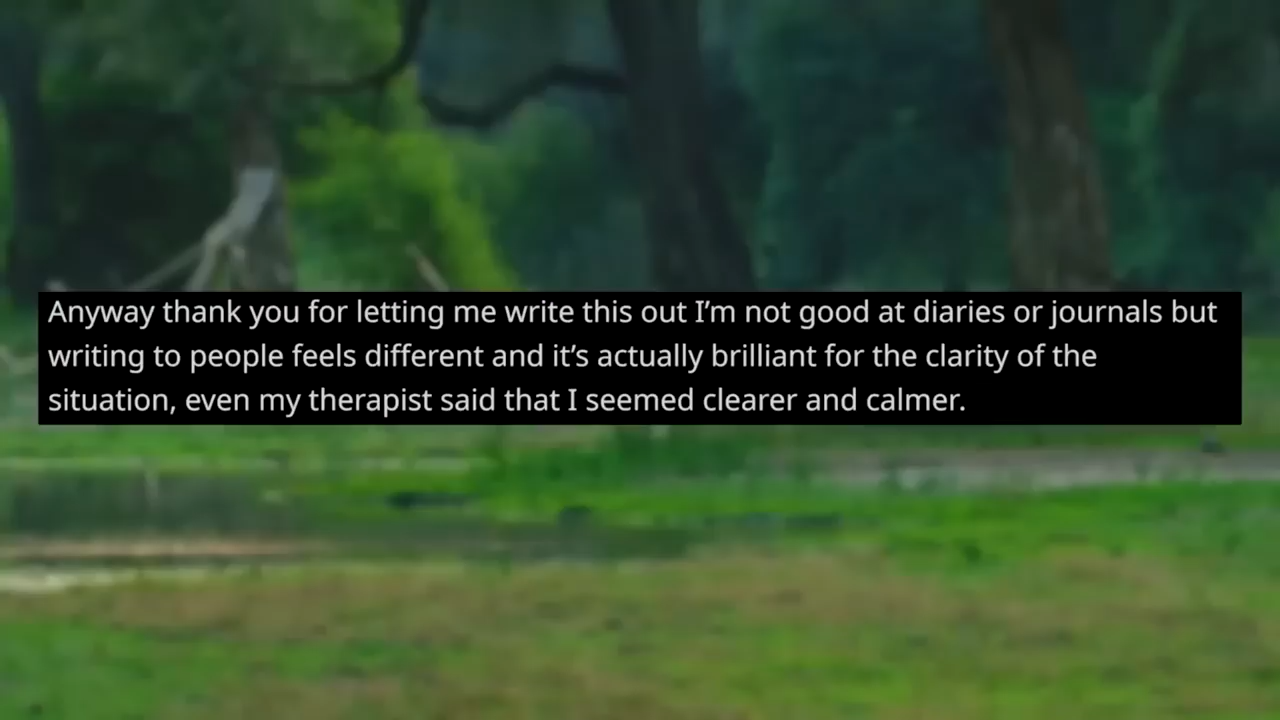 Anyway thank you for letting me write this out I’m not good at diaries or journals but
writing to people feels different and it’s actually brilliant for the clarity of the
situation, even my therapist said that I seemed clearer and calmer.